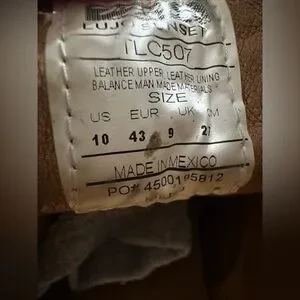 TLC507
LEATHER UPPER LEATHER LINING
BALANCE MAN MADE MATERIALS
SIZE
US EUR UK
10 43 9
MADE IN MEXICO
PO#